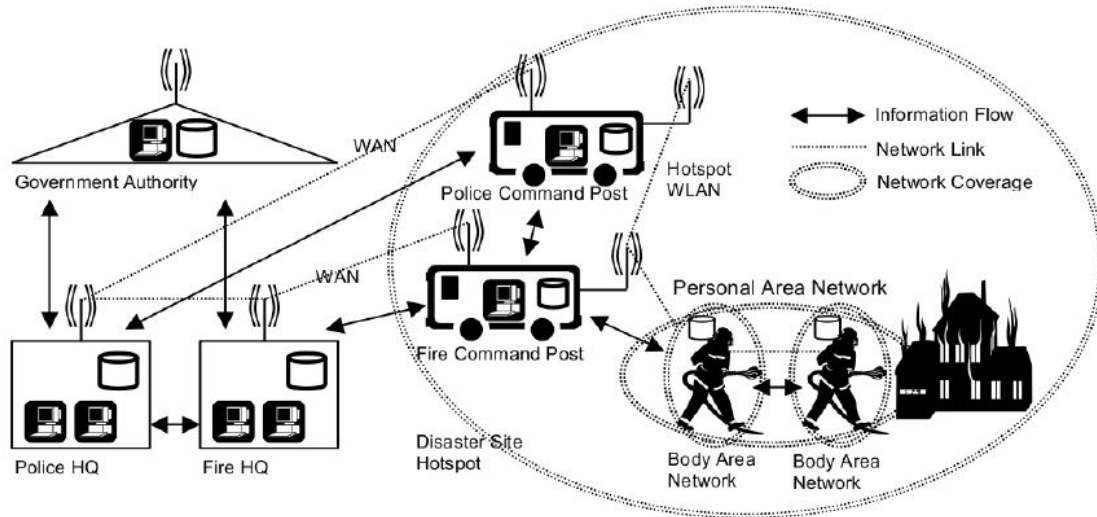 WAN
Government Authority
Police Command Post
Hotspot
WLAN
Information Flow
Network Link
Network Coverage
WAN
Personal Area Network
Fire Command Post
Disaster Site
Hotspot
Police HQ
Fire HQ
Body Area
Network
Body Area
Network